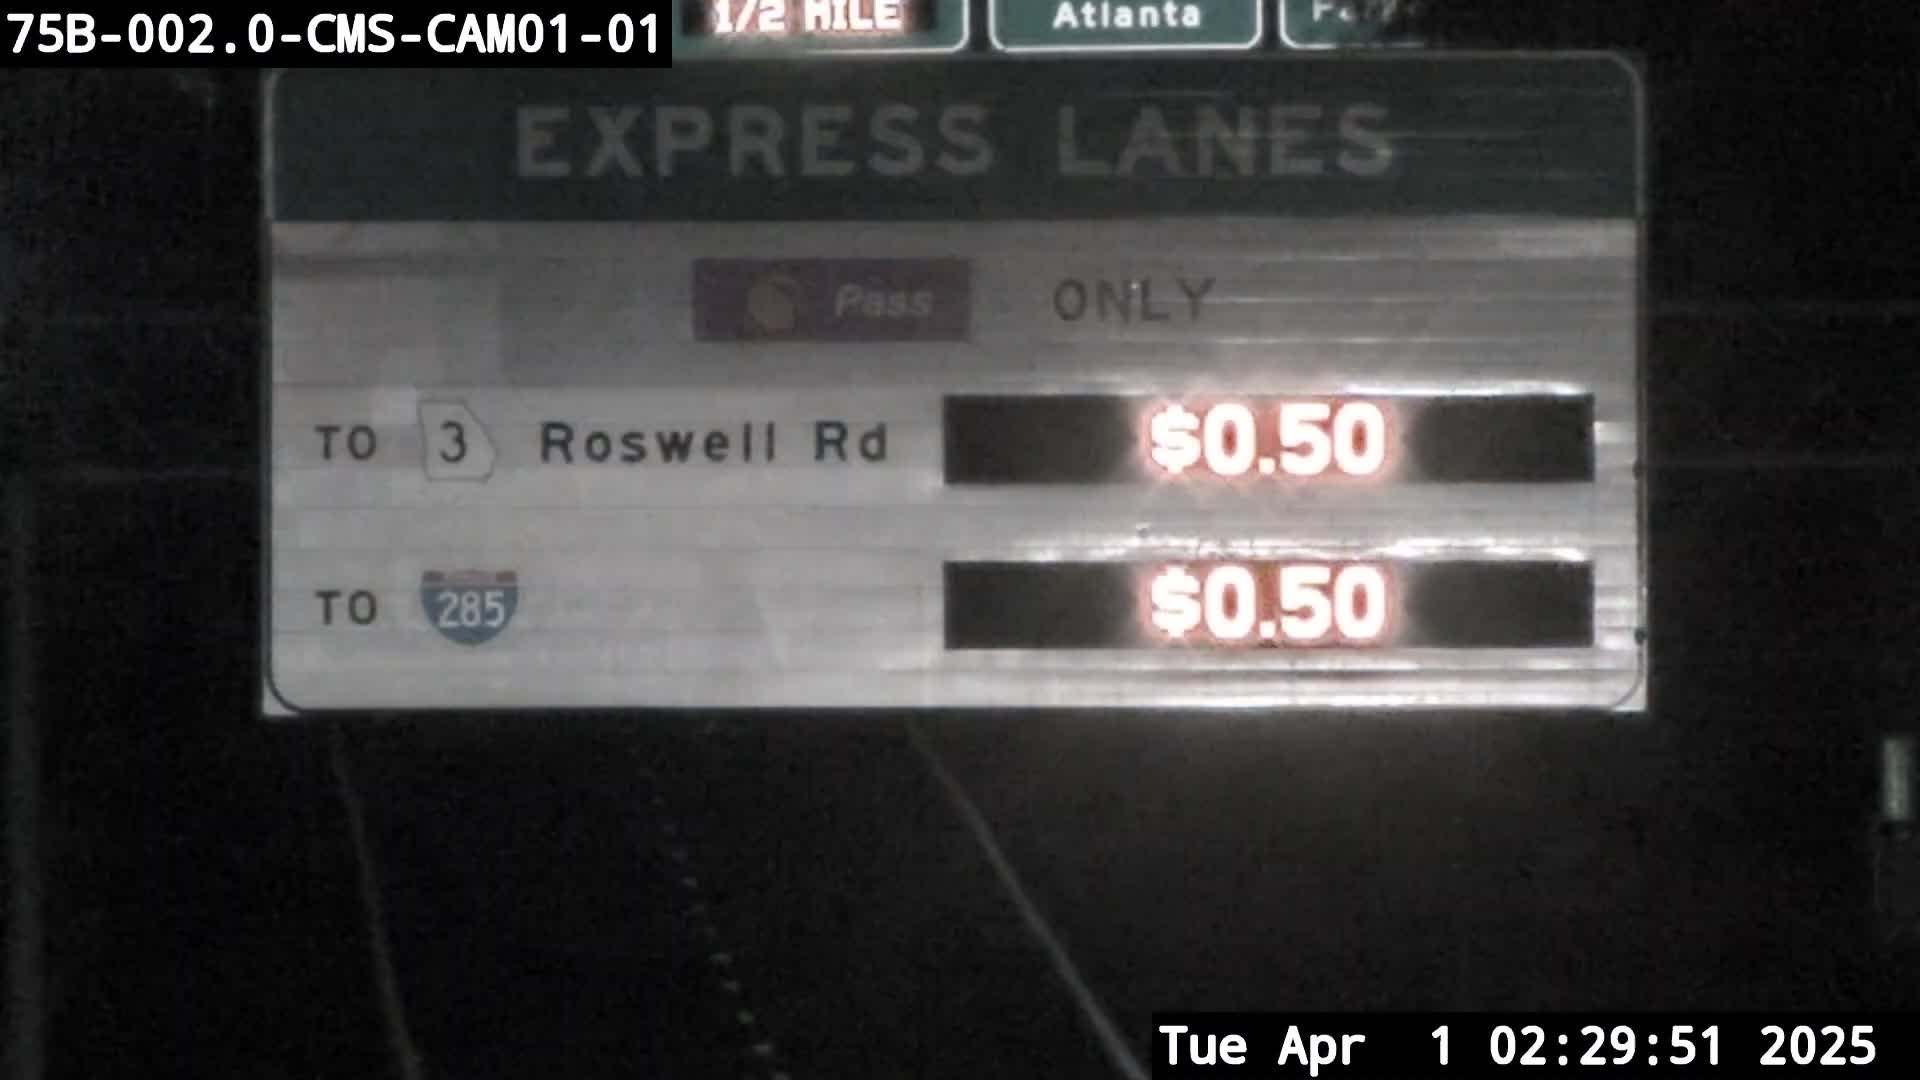 75B-002.0-CMS-CAM01-01
1/2 MILE
Atlanta
EXPRESS LANES
Pass ONLY
TO 3 Roswell Rd $0.50
TO 285 $0.50
Tue Apr 1 02:29:51 2025